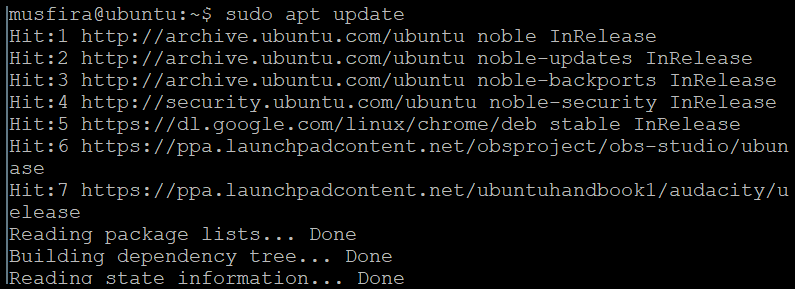 musfira@ubuntu:~$ sudo apt update
Hit:1 http://archive.ubuntu.com/ubuntu noble InRelease
Hit:2 http://archive.ubuntu.com/ubuntu noble-updates InRelease
Hit:3 http://archive.ubuntu.com/ubuntu noble-backports InRelease
Hit:4 http://security.ubuntu.com/ubuntu noble-security InRelease
Hit:5 https://dl.google.com/linux/chrome/deb stable InRelease
Hit:6 https://ppa.launchpadcontent.net/obsproject/obs-studio/ubun
ase
Hit:7 https://ppa.launchpadcontent.net/ubuntuhandbook1/audacity/u
elease
Reading package lists... Done
Building dependency tree... Done
Reading state information... Done